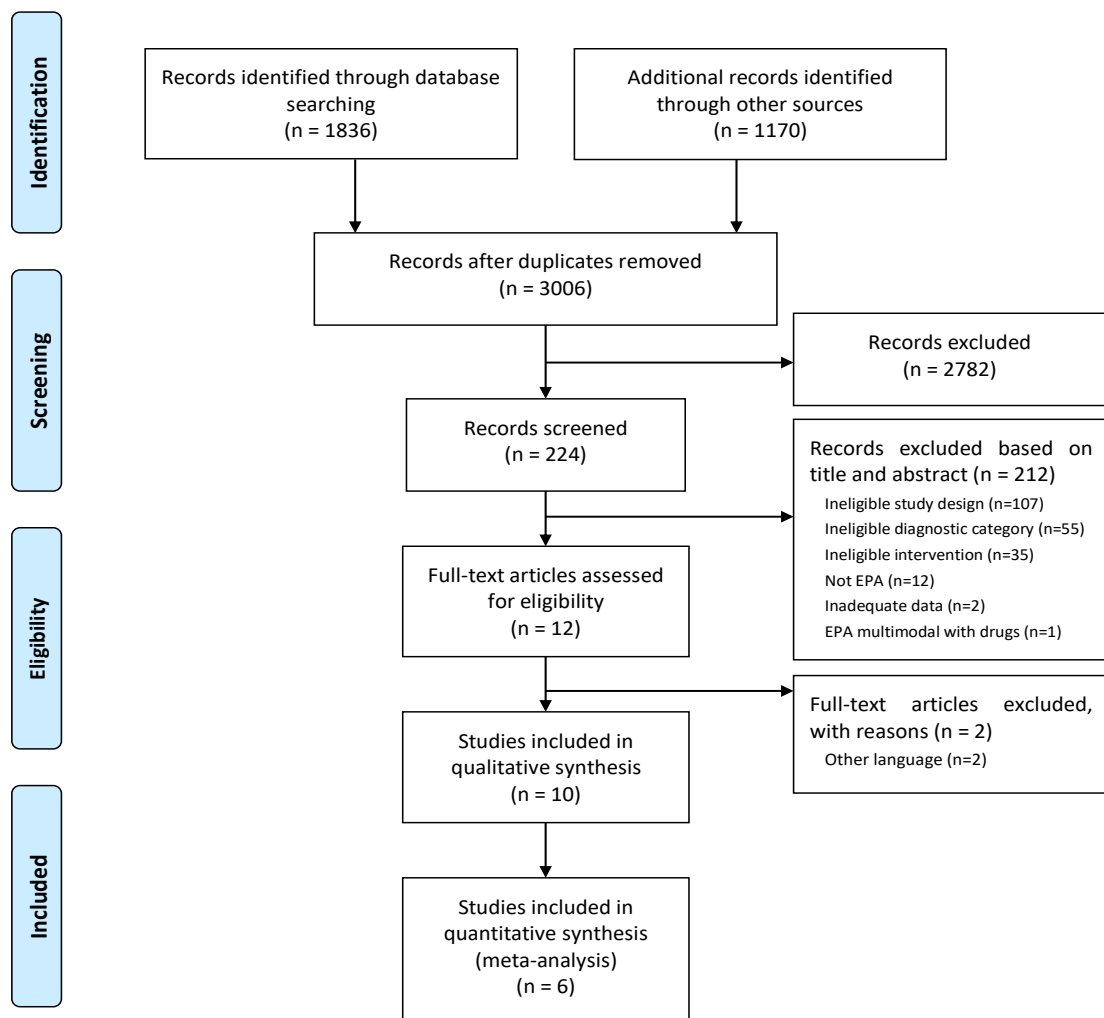 Identification
Records identified through database
searching
(n = 1836)
Additional records identified
through other sources
(n = 1170)
Records after duplicates removed
(n = 3006)
Screening
Records excluded
(n = 2782)
Records screened
(n = 224)
Records excluded based on
title and abstract (n = 212)
Ineligible study design (n=107)
Ineligible diagnostic category (n=55)
Ineligible intervention (n=35)
Not EPA (n=12)
Inadequate data (n=2)
EPA multimodal with drugs (n=1)
Eligibility
Full-text articles assessed
for eligibility
(n = 12)
Full-text articles excluded,
with reasons (n = 2)
Other language (n=2)
Studies included in
qualitative synthesis
(n = 10)
Included
Studies included in
quantitative synthesis
(meta-analysis)
(n = 6)